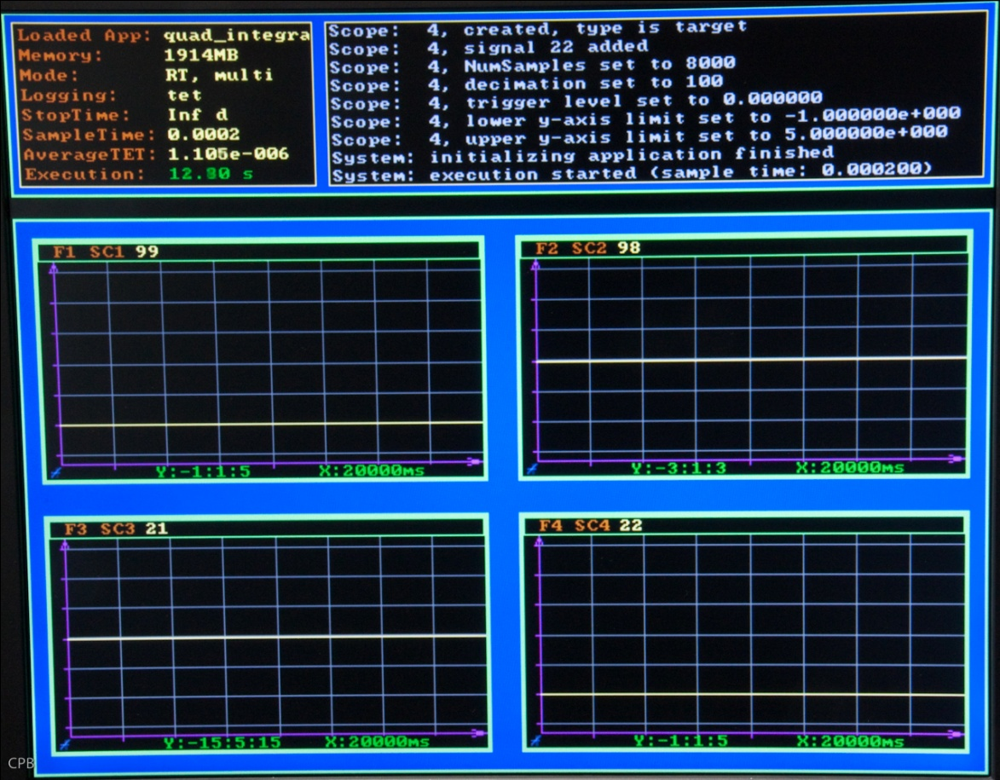 Loaded App: quad_integra
Memory: 1914MB
Mode: RT, multi
Logging: tet
StopTime: Inf d
SampleTime: 0.0002
AverageTET: 1.105e-006
Execution: 12.80 s
Scope: 4, created, type is target
Scope: 4, signal 22 added
Scope: 4, NumSamples set to 8000
Scope: 4, decimation set to 100
Scope: 4, trigger level set to 0.000000
Scope: 4, lower y-axis limit set to -1.000000e+000
Scope: 4, upper y-axis limit set to 5.000000e+000
System: initializing application finished
System: execution started (sample time: 0.000200)
F1 SC1 99
Y:-1:1:5 X:20000ms
F2 SC2 98
Y:-3:1:3 X:20000ms
F3 SC3 21
Y:-15:5:15 X:20000ms
F4 SC4 22
Y:-1:1:5 X:20000ms
CPB